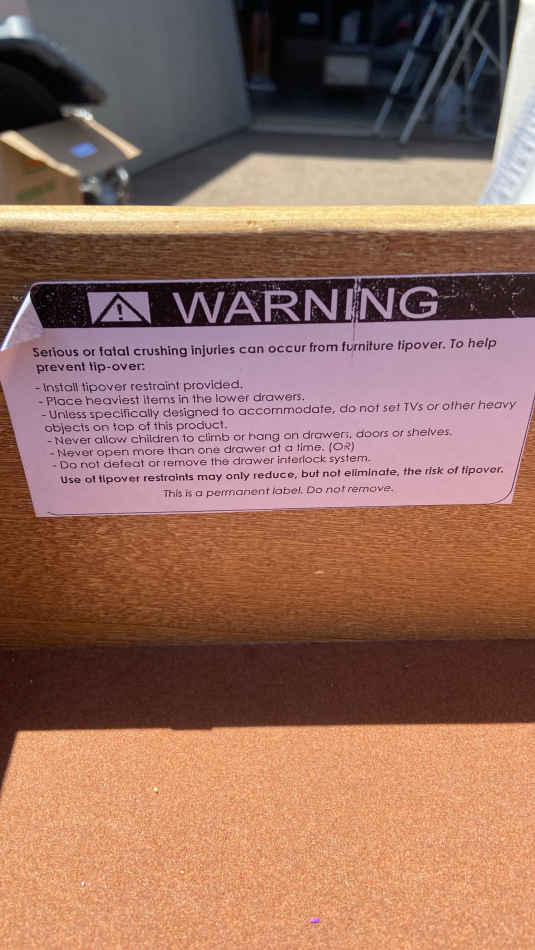 WARNING
Serious or fatal crushing injuries can occur from furniture tipover. To help
prevent tip-over:
- Install tipover restraint provided.
- Place heaviest items in the lower drawers.
- Unless specifically designed to accommodate, do not set TVs or other heavy
objects on top of this product.
- Never allow children to climb or hang on drawers, doors or shelves.
- Never open more than one drawer at a time. (OR)
- Do not defeat or remove the drawer interlock system.
Use of tipover restraints may only reduce, but not eliminate, the risk of tipover.
This is a permanent label. Do not remove.